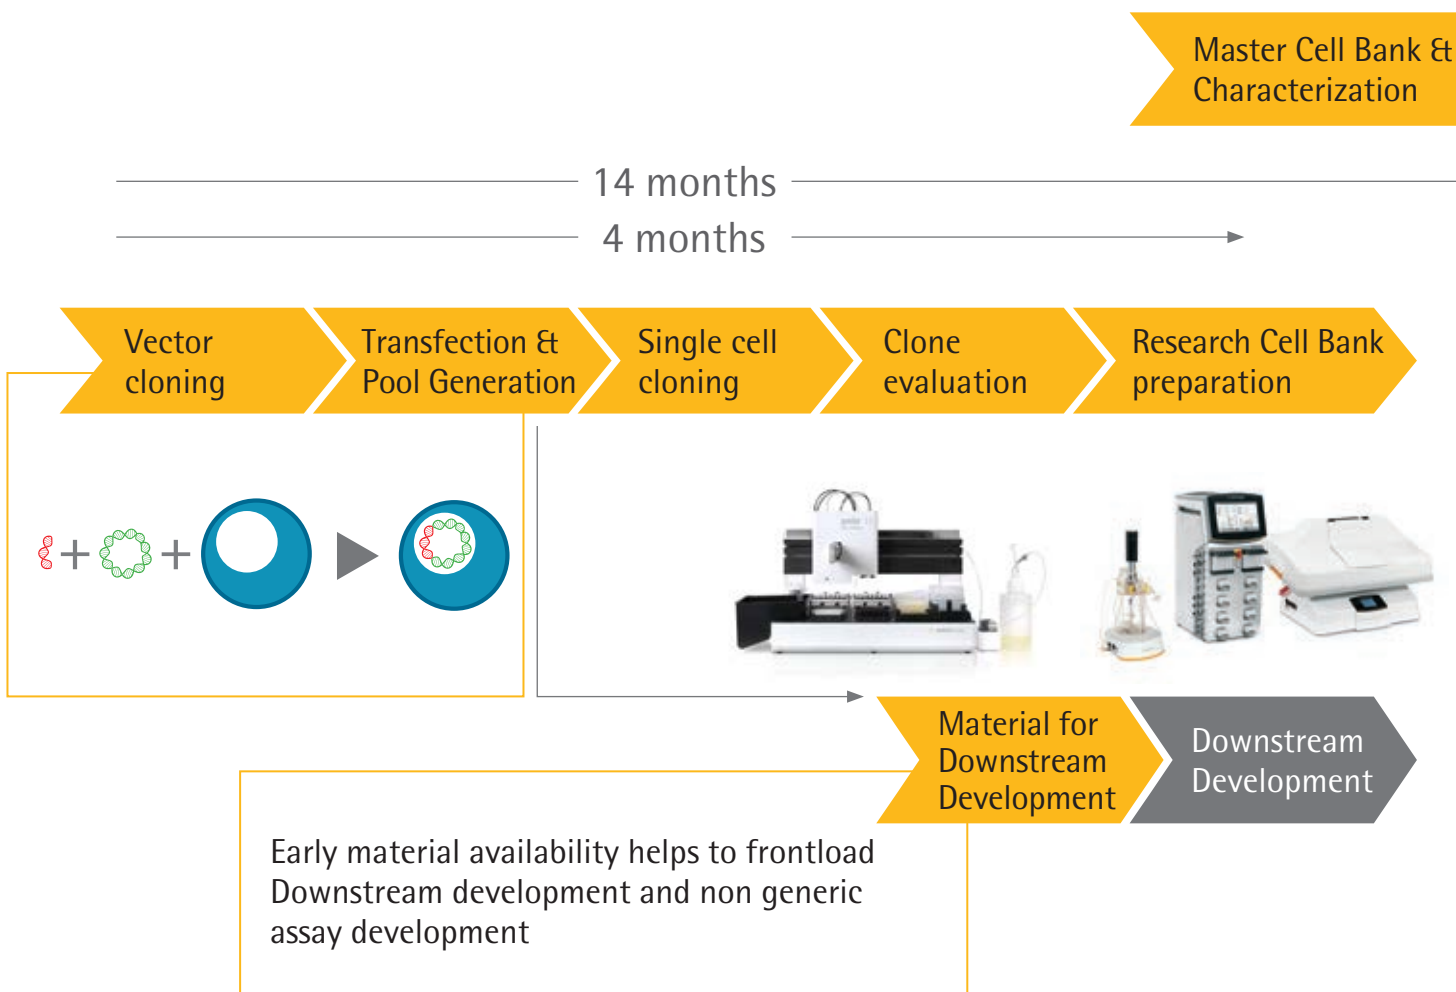 Master Cell Bank &
Characterization
14 months
4 months
Vector
cloning
Transfection &
Pool Generation
Single cell
cloning
Clone
evaluation
Research Cell Bank
preparation
Material for
Downstream
Development
Downstream
Development
Early material availability helps to frontload
Downstream development and non generic
assay development